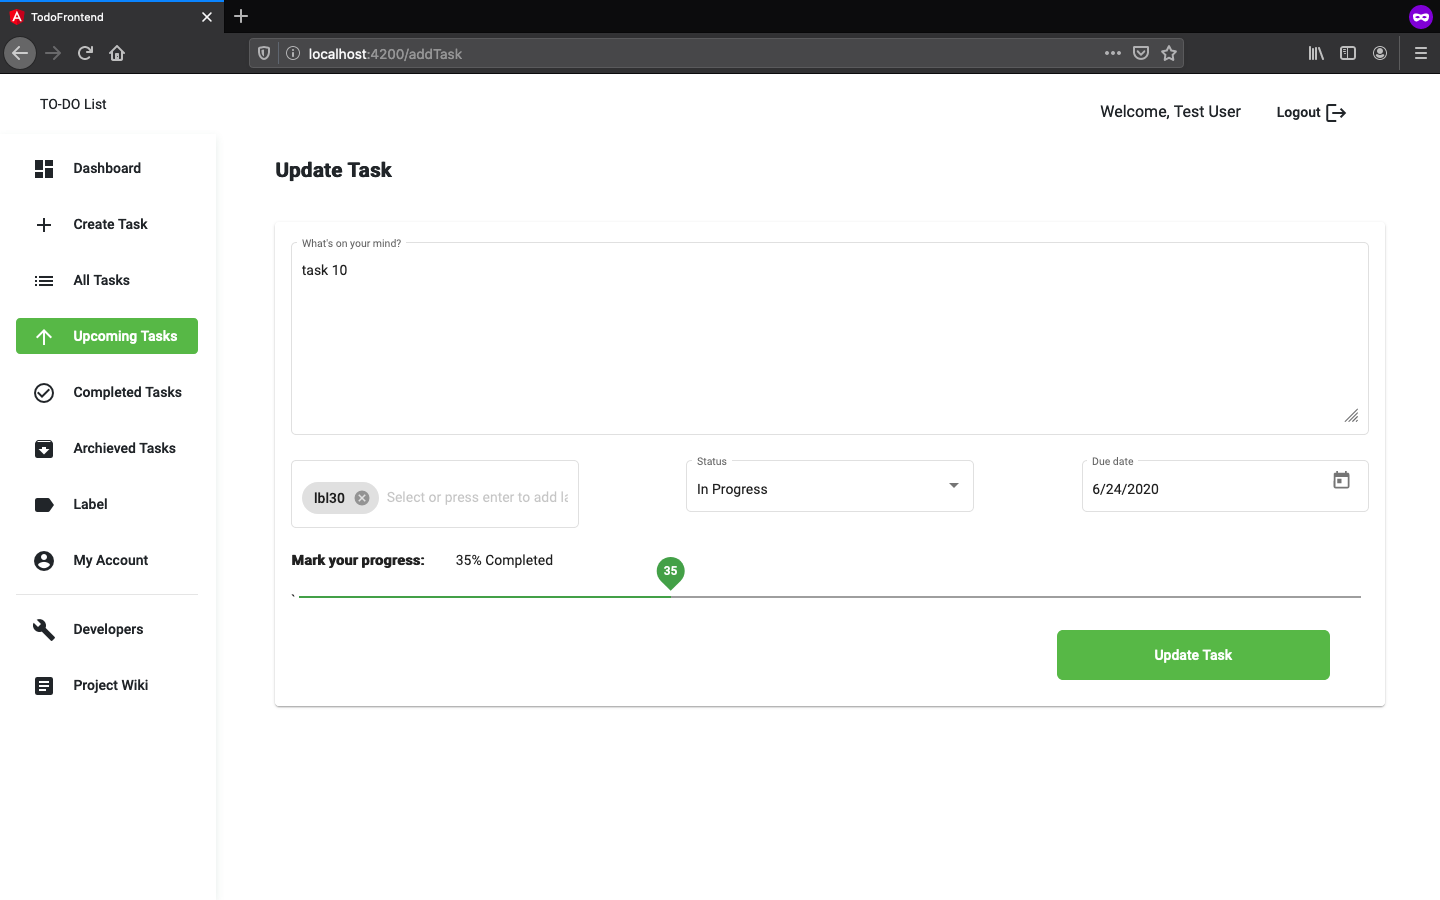 TodoFrontend
localhost:4200/addTask
TO-DO List
Welcome, Test User
Logout
Dashboard
Create Task
All Tasks
Upcoming Tasks
Completed Tasks
Archieved Tasks
Label
My Account
Developers
Project Wiki
Update Task
What's on your mind?
task 10
lbl30
Select or press enter to add la
Status
In Progress
Due date
6/24/2020
Mark your progress:
35% Completed
35
`
Update Task